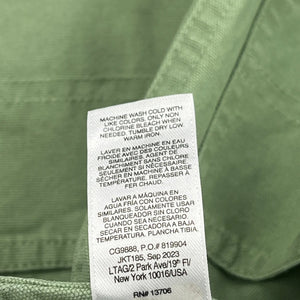 MACHINE WASH COLD WITH
LIKE COLORS, ONLY NON
CHLORINE BLEACH WHEN
NEEDED. TUMBLE DRY LOW.
WARM IRON.
LAVER EN MACHINE À EAU
FROIDE AVEC DES COULEURS
SIMILAIRES. AGENT DE
BLANCHIMENT SANS CHLORE
SEULEMENT SI NÉCESSAIRE
SÉCHER EN MACHINE À BASSE
TEMPÉRATURE. REPASSER À
FER CHAUD.
LAVAR A MÁQUINA EN
AGUA FRÍA CON COLORES
SIMILARES. SOLAMENTE USAR
BLANQUEADOR SIN CLORO
CUANDO SEA NECESARIO.
SECAR EN SECADORA A BAJA
TEMPERATURA. PLANCHA TIBIA.
CG9888, P.O.# 819904
JKT185, Sep 2023
LTAG/2 Park Ave/19th Fl/
New York 10016/USA
RN# 13706